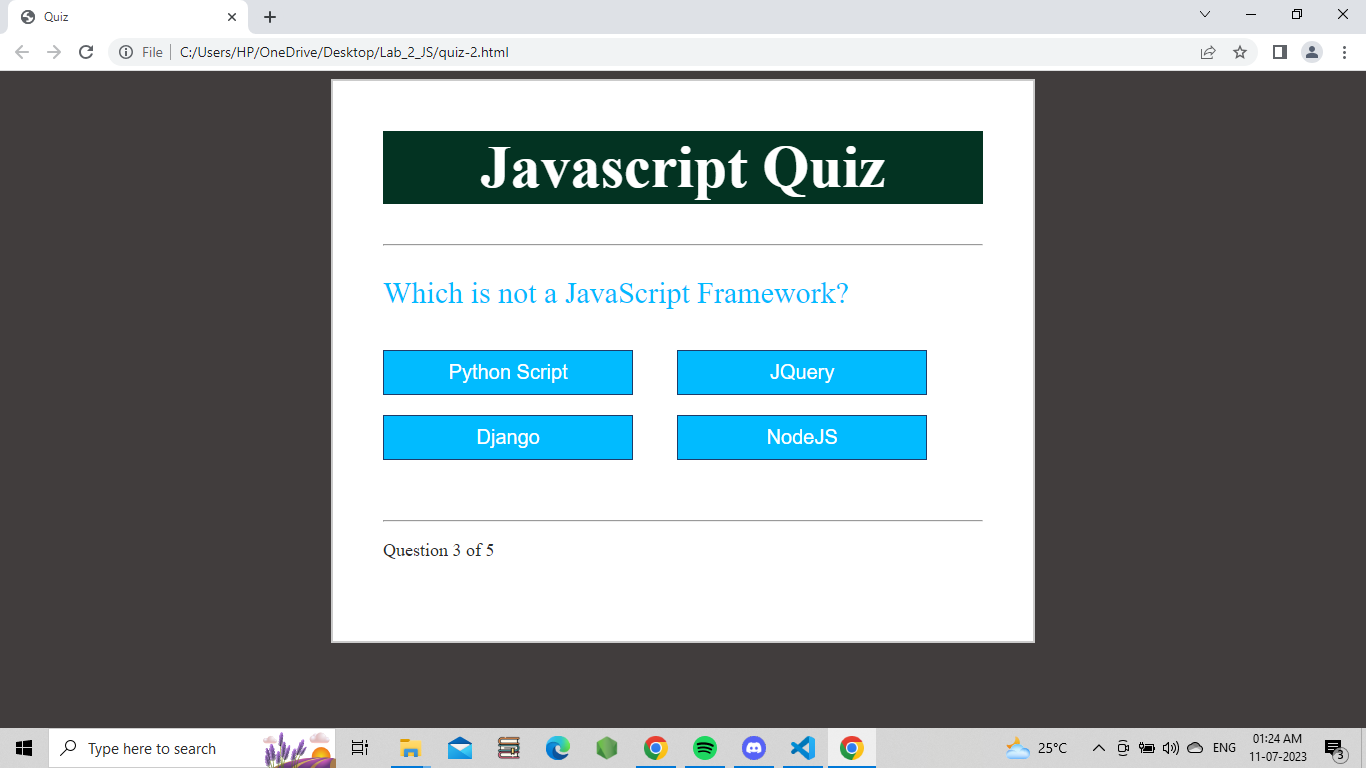 Quiz
File
C:/Users/HP/OneDrive/Desktop/Lab_2_JS/quiz-2.html
Javascript Quiz
Which is not a JavaScript Framework?
Python Script
JQuery
Django
NodeJS
Question 3 of 5
Type here to search
25°C
ENG
01:24 AM
11-07-2023
3